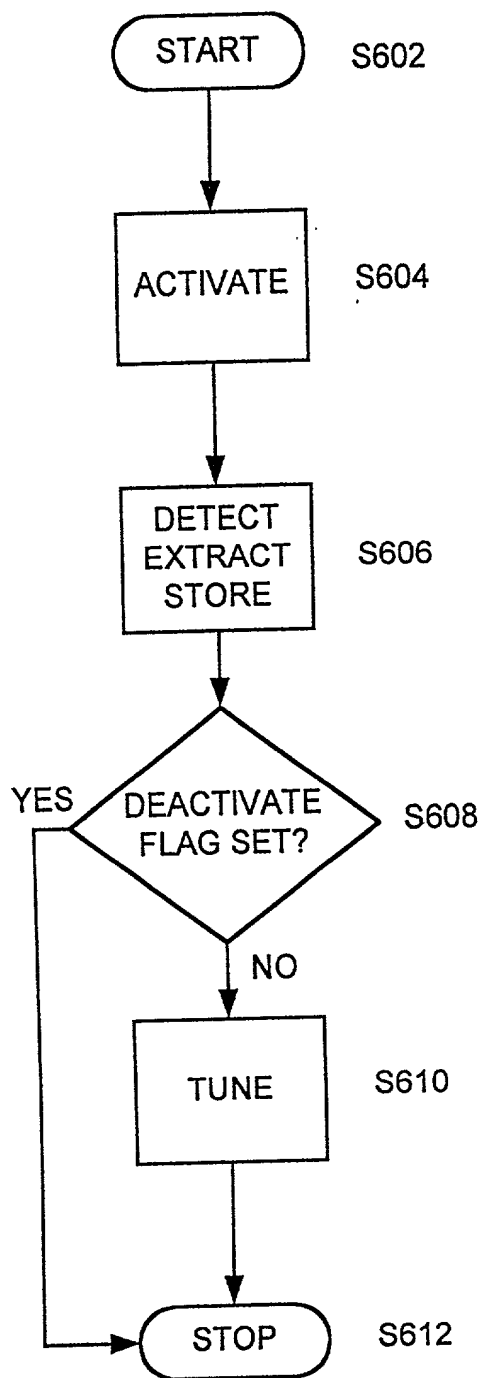 START S602
ACTIVATE S604
DETECT
EXTRACT S606
STORE
YES
DEACTIVATE S608
FLAG SET?
NO
TUNE S610
STOP S612